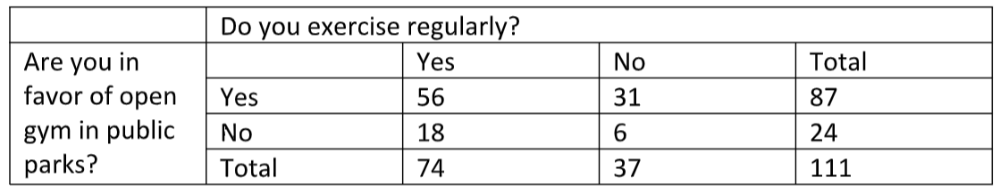 Do you exercise regularly?
Are you in favor of open gym in public parks?
Yes No Total
Yes 56 31 87
No 18 6 24
Total 74 37 111